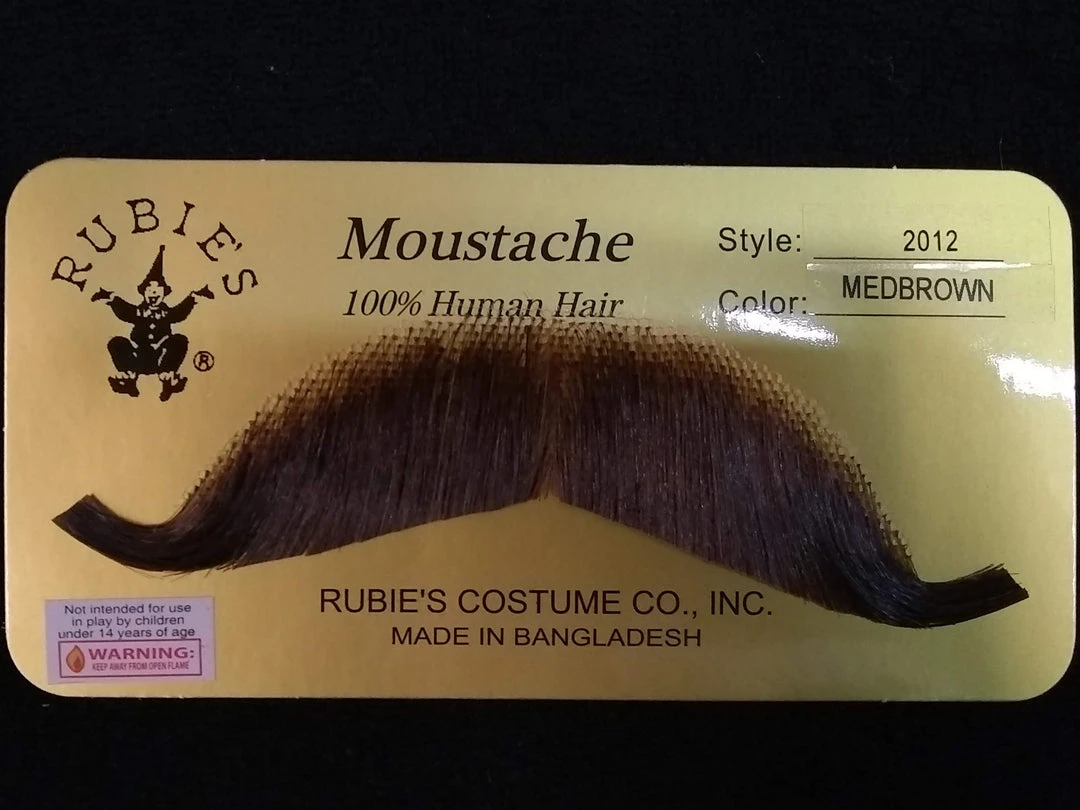 RUBIE'S
®
Moustache
100% Human Hair
Style: 2012
Color: MEDBROWN
RUBIE'S COSTUME CO., INC.
MADE IN BANGLADESH
Not intended for use
in play by children
under 14 years of age
WARNING:
KEEP AWAY FROM OPEN FLAME